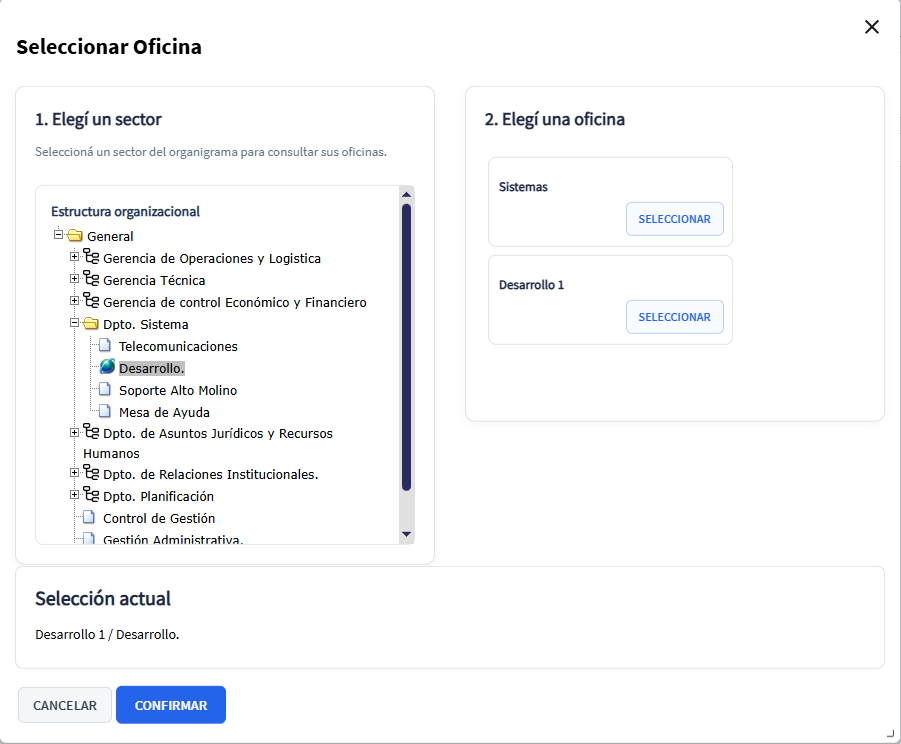 Seleccionar Oficina
1. Elegí un sector
Seleccioná un sector del organigrama para consultar sus oficinas.
Estructura organizacional
General
Gerencia de Operaciones y Logistica
Gerencia Técnica
Gerencia de control Económico y Financiero
Dpto. Sistema
Telecomunicaciones
Desarrollo.
Soporte Alto Molino
Mesa de Ayuda
Dpto. de Asuntos Jurídicos y Recursos
Humanos
Dpto. de Relaciones Institucionales.
Dpto. Planificación
Control de Gestión
Gestión Administrativa.
2. Elegí una oficina
Sistemas
SELECCIONAR
Desarrollo 1
SELECCIONAR
Selección actual
Desarrollo 1 / Desarrollo.
CANCELAR
CONFIRMAR